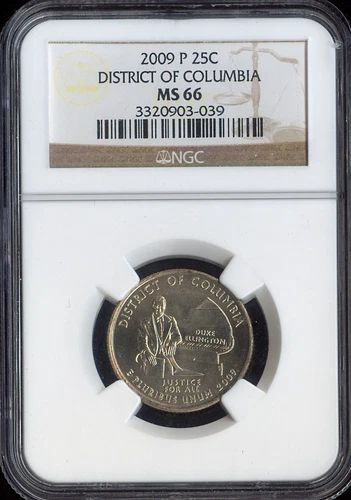 2009 P 25C
DISTRICT OF COLUMBIA
MS 66
3320903-039
NGC
DISTRICT OF COLUMBIA
DUKE
ELLINGTON
JUSTICE
FOR ALL
E PLURIBUS UNUM 2009